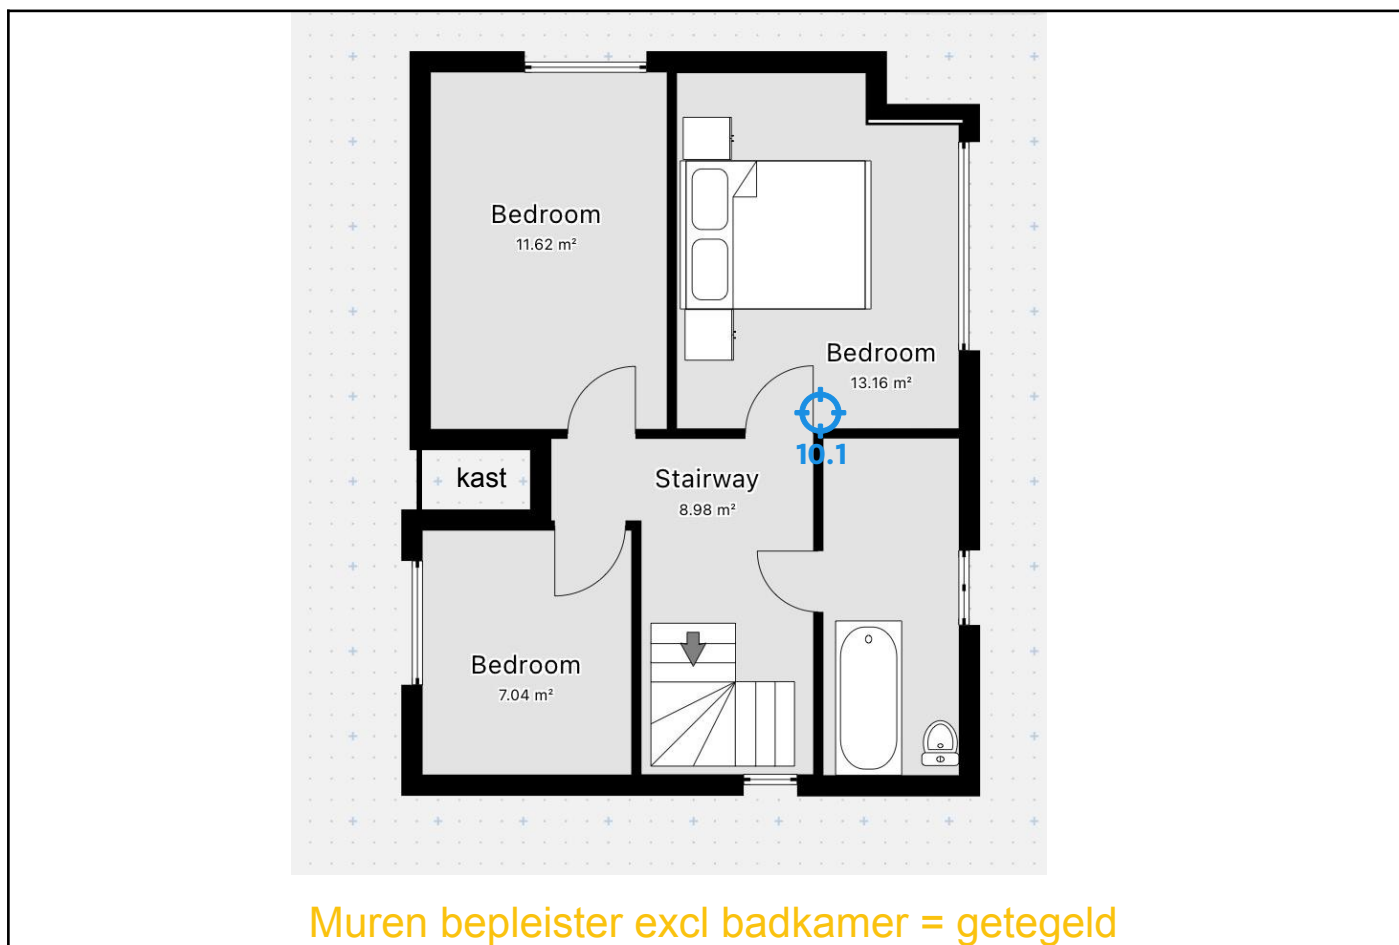 Bedroom
11.62 m²
Bedroom
13.16 m²
10.1
kast
Stairway
8.98 m²
Bedroom
7.04 m²
Muren bepleister excl badkamer = getegeld